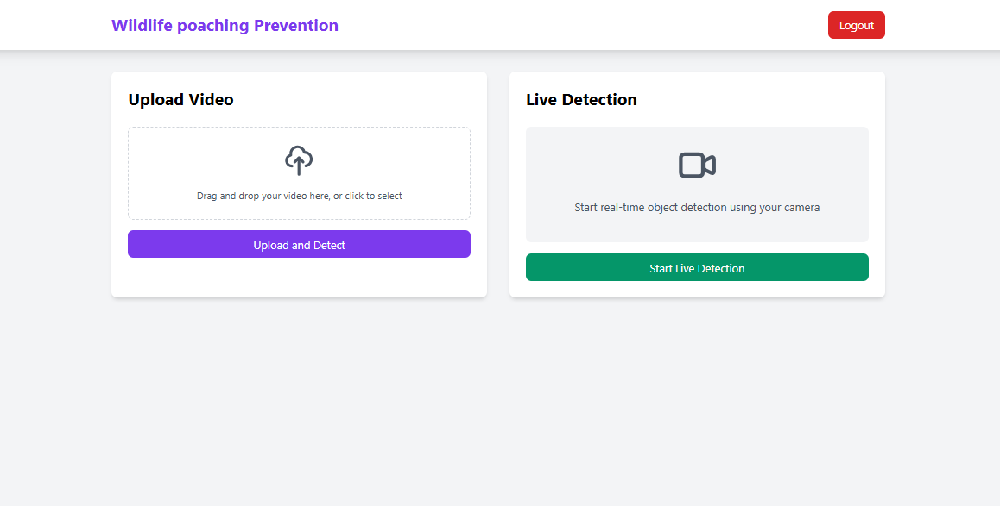 Wildlife poaching Prevention
Logout
Upload Video
Drag and drop your video here, or click to select
Upload and Detect
Live Detection
Start real-time object detection using your camera
Start Live Detection